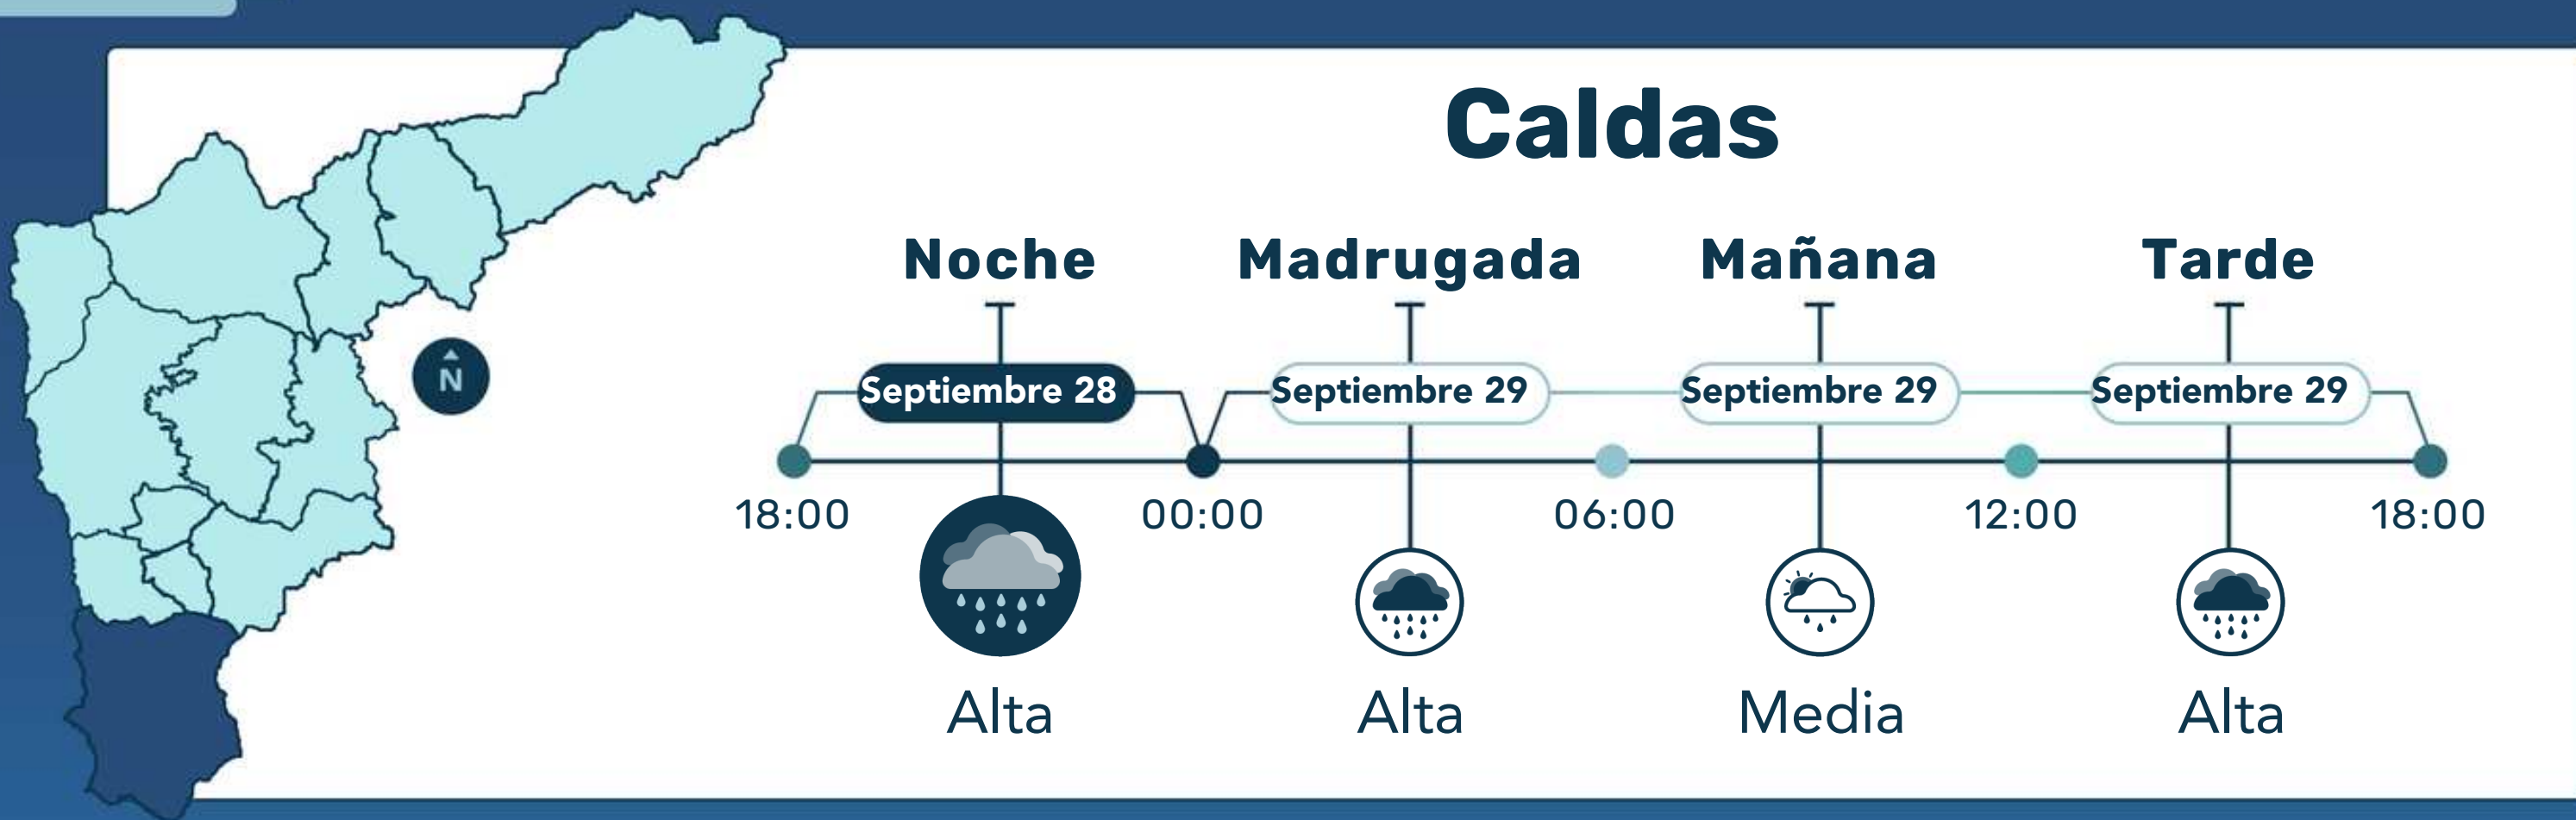 Caldas
Noche Madrugada Mañana Tarde
N
Septiembre 28 Septiembre 29 Septiembre 29 Septiembre 29
18:00 00:00 06:00 12:00 18:00
Alta Alta Media Alta